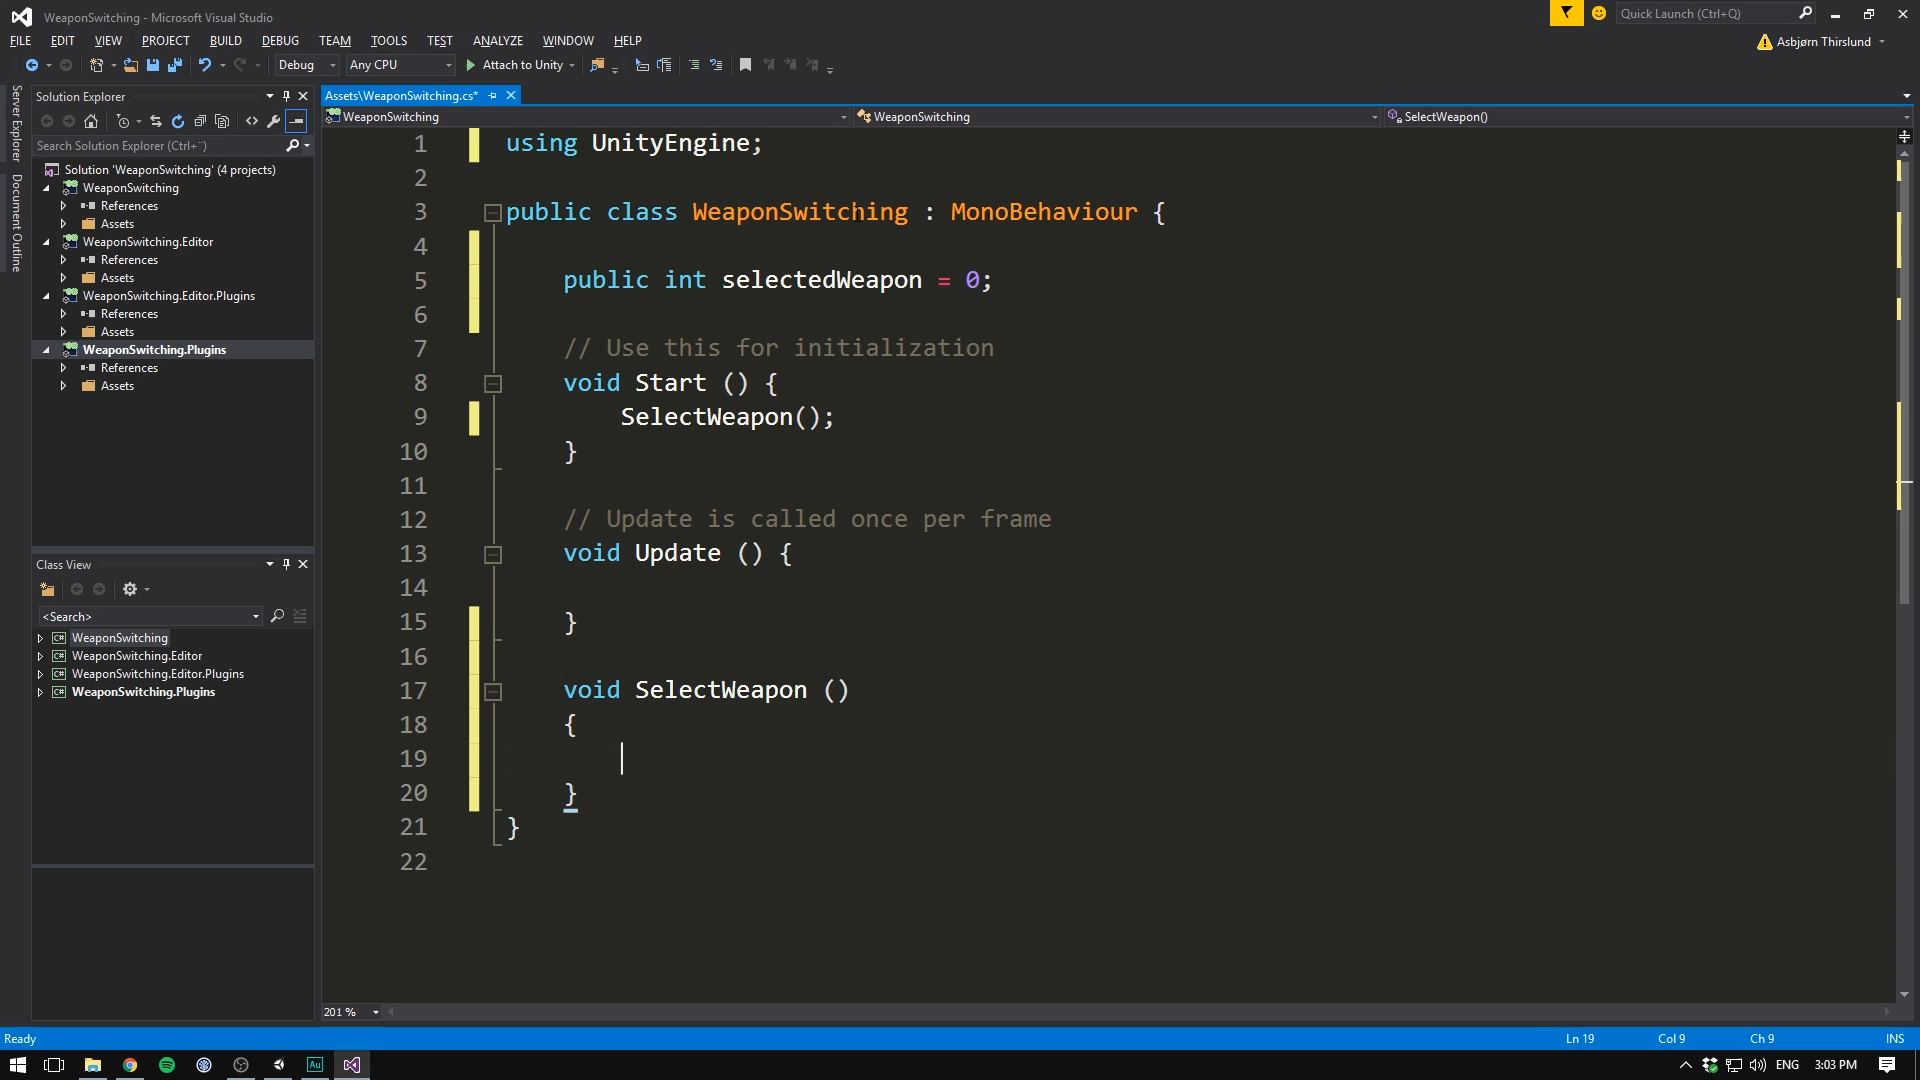 WeaponSwitching - Microsoft Visual Studio
Quick Launch (Ctrl+Q)
FILE EDIT VIEW PROJECT BUILD DEBUG TEAM TOOLS TEST ANALYZE WINDOW HELP
Asbjørn Thirslund
Debug Any CPU Attach to Unity
Server Explorer
Document Outline
Solution Explorer
Search Solution Explorer (Ctrl+¨)
Solution 'WeaponSwitching' (4 projects)
WeaponSwitching
References
Assets
WeaponSwitching.Editor
References
Assets
WeaponSwitching.Editor.Plugins
References
Assets
WeaponSwitching.Plugins
References
Assets
Class View
<Search>
C# WeaponSwitching
C# WeaponSwitching.Editor
C# WeaponSwitching.Editor.Plugins
C# WeaponSwitching.Plugins
Assets\WeaponSwitching.cs*
WeaponSwitching WeaponSwitching SelectWeapon()
1 using UnityEngine;
2
3 public class WeaponSwitching : MonoBehaviour {
4
5 public int selectedWeapon = 0;
6
7 // Use this for initialization
8 void Start () {
9 SelectWeapon();
10 }
11
12 // Update is called once per frame
13 void Update () {
14
15 }
16
17 void SelectWeapon ()
18 {
19
20 }
21 }
22
201 %
Ready Ln 19 Col 9 Ch 9 INS
Au ENG 3:03 PM